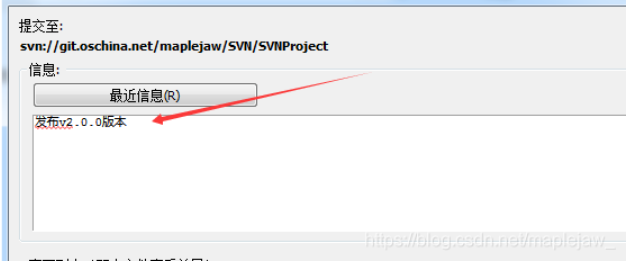 提交至:
svn://git.oschina.net/maplejaw/SVN/SVNProject
信息:
最近信息(R)
发布v2.0.0版本
https://blog.csdn.net/maplejaw_